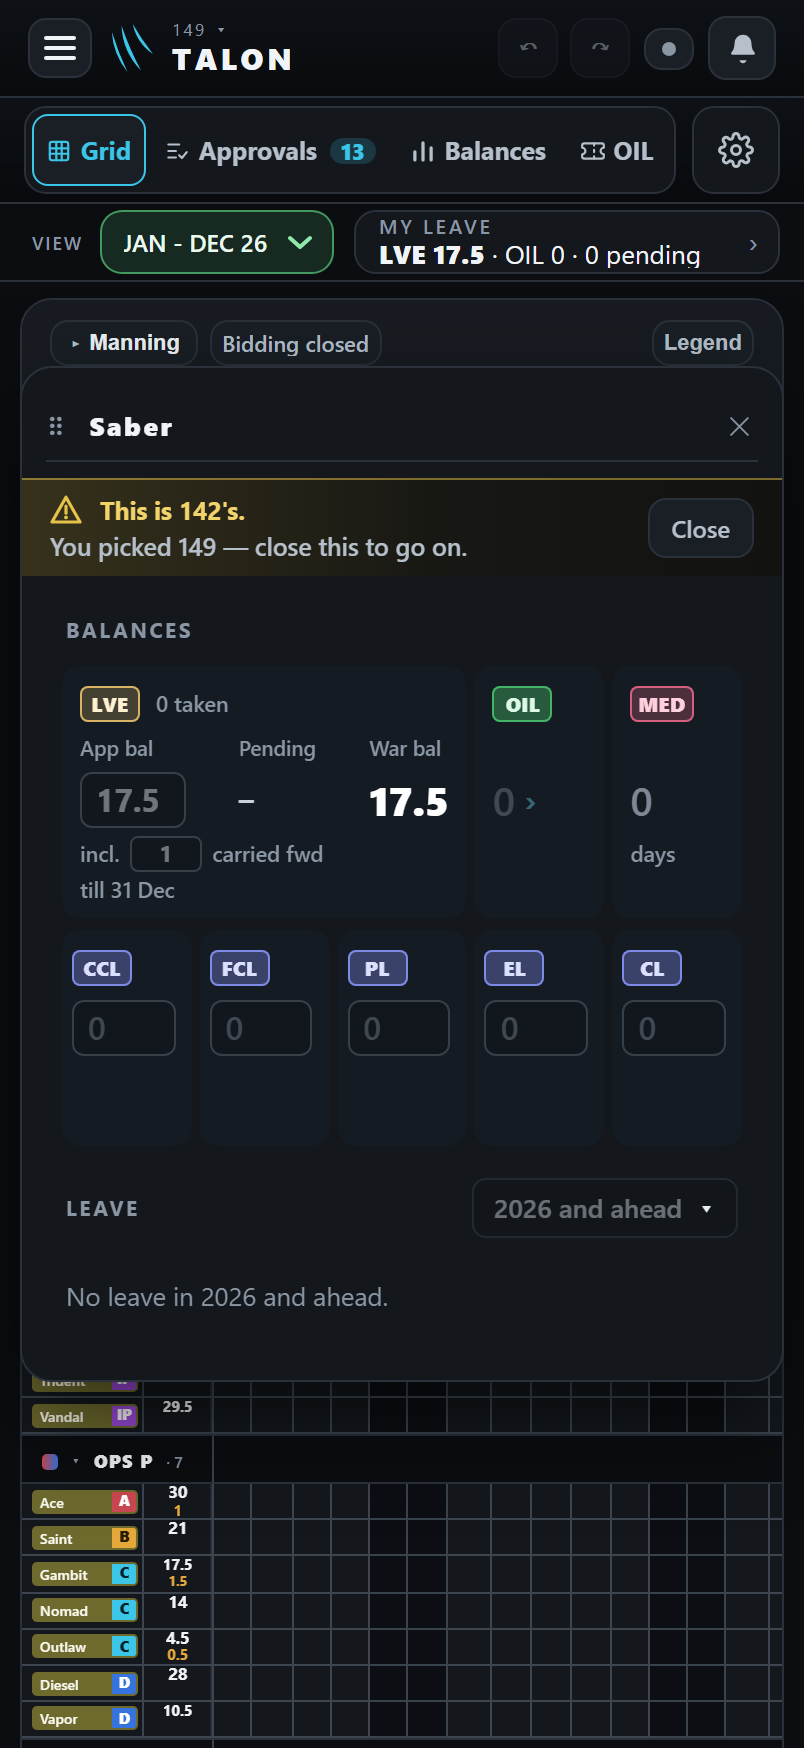 149
TALON
Grid
Approvals 13
Balances
OIL
VIEW
JAN - DEC 26
MY LEAVE
LVE 17.5 · OIL 0 · 0 pending
Manning
Bidding closed
Legend
Saber
This is 142's.
You picked 149 — close this to go on.
Close
BALANCES
LVE 0 taken
App bal Pending War bal
17.5 – 17.5
incl. 1 carried fwd
till 31 Dec
OIL
0
MED
0
days
CCL FCL PL EL CL
0 0 0 0 0
LEAVE
2026 and ahead
No leave in 2026 and ahead.
Vandal IP 29.5
OPS P · 7
Ace A 30
1
Saint B 21
Gambit C 17.5
1.5
Nomad C 14
Outlaw C 4.5
0.5
Diesel D 28
Vapor D 10.5